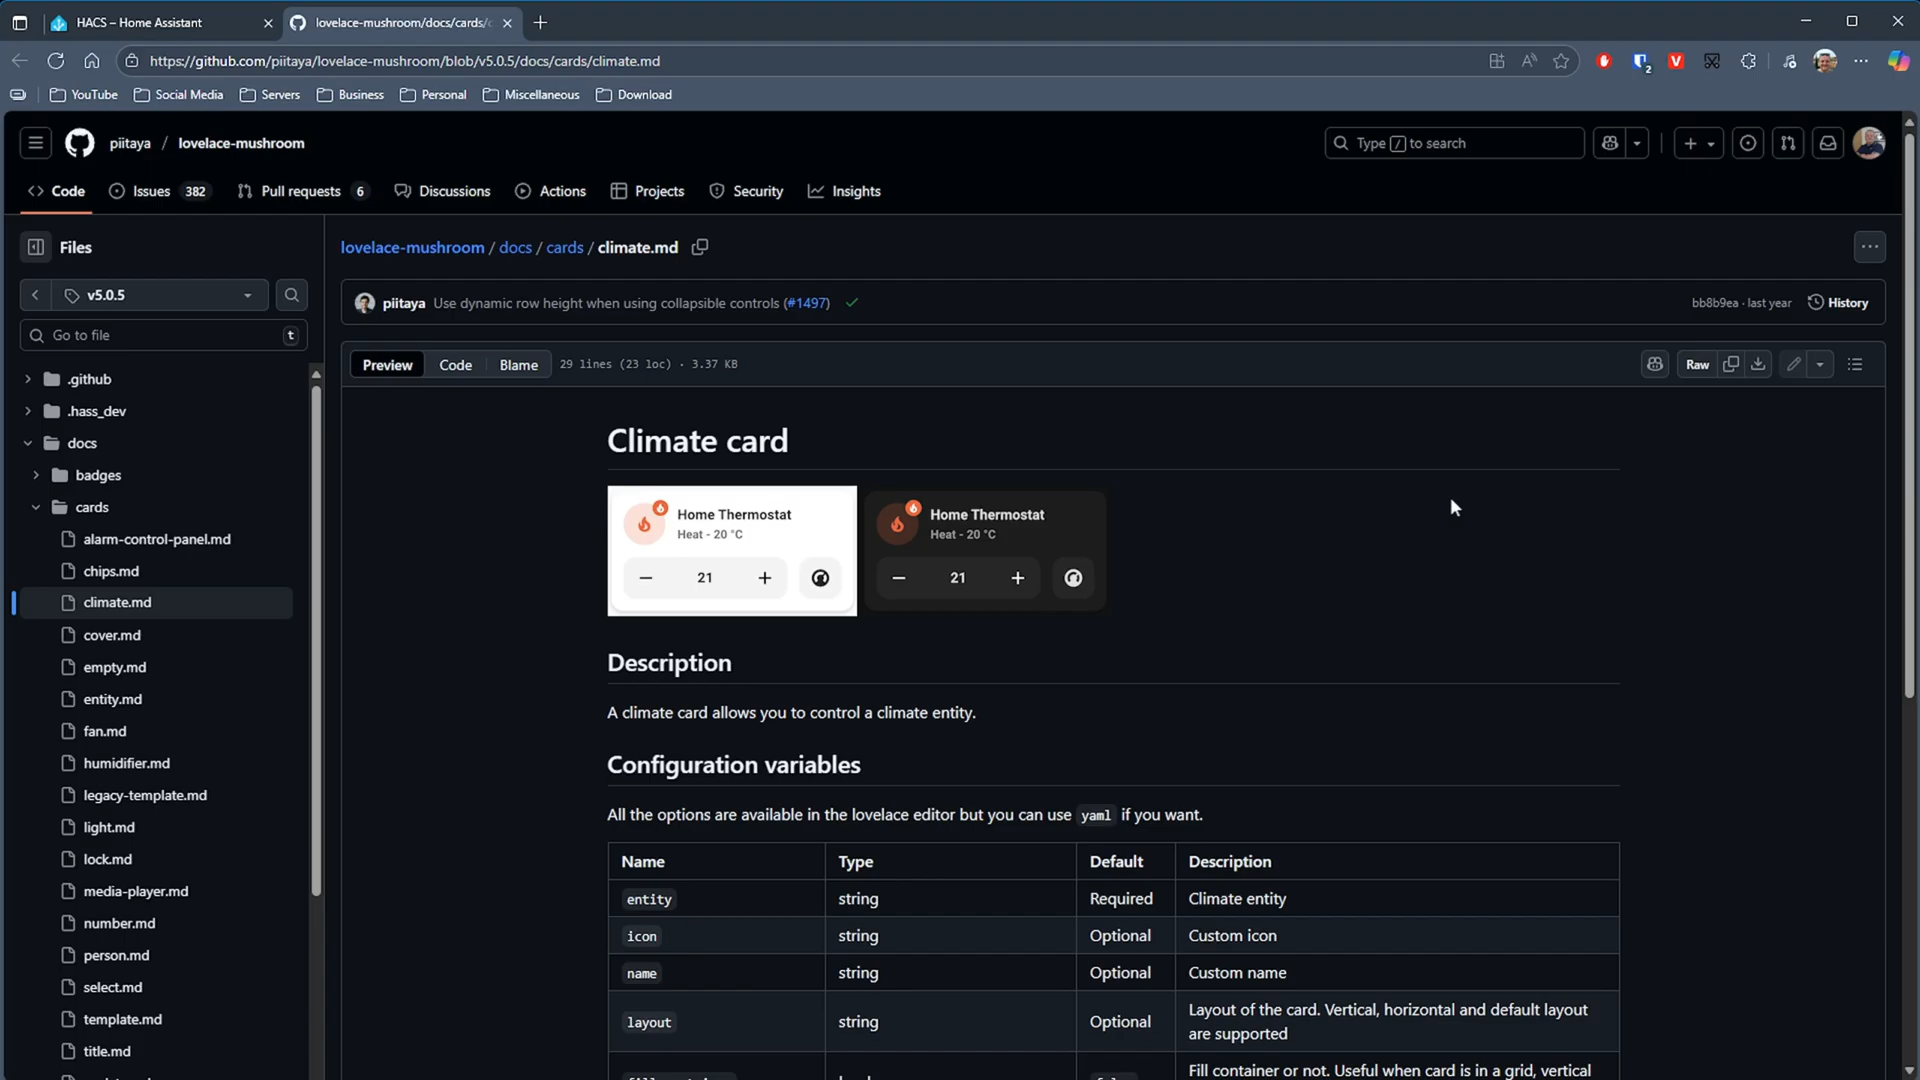 HACS – Home Assistant
lovelace-mushroom/docs/cards/c
https://github.com/piitaya/lovelace-mushroom/blob/v5.0.5/docs/cards/climate.md
YouTube
Social Media
Servers
Business
Personal
Miscellaneous
Download
piitaya / lovelace-mushroom
Type / to search
Code
Issues 382
Pull requests 6
Discussions
Actions
Projects
Security
Insights
Files
v5.0.5
Go to file
t
.github
.hass_dev
docs
badges
cards
alarm-control-panel.md
chips.md
climate.md
cover.md
empty.md
entity.md
fan.md
humidifier.md
legacy-template.md
light.md
lock.md
media-player.md
number.md
person.md
select.md
template.md
title.md
lovelace-mushroom / docs / cards / climate.md
piitaya Use dynamic row height when using collapsible controls (#1497)
bb8b9ea · last year
History
Preview
Code
Blame
29 lines (23 loc) · 3.37 KB
Raw
Climate card
Home Thermostat
Heat - 20 °C
− 21 +
Home Thermostat
Heat - 20 °C
− 21 +
Description
A climate card allows you to control a climate entity.
Configuration variables
All the options are available in the lovelace editor but you can use yaml if you want.
Name Type Default Description
entity string Required Climate entity
icon string Optional Custom icon
name string Optional Custom name
layout string Optional Layout of the card. Vertical, horizontal and default layout
are supported
Fill container or not. Useful when card is in a grid, vertical